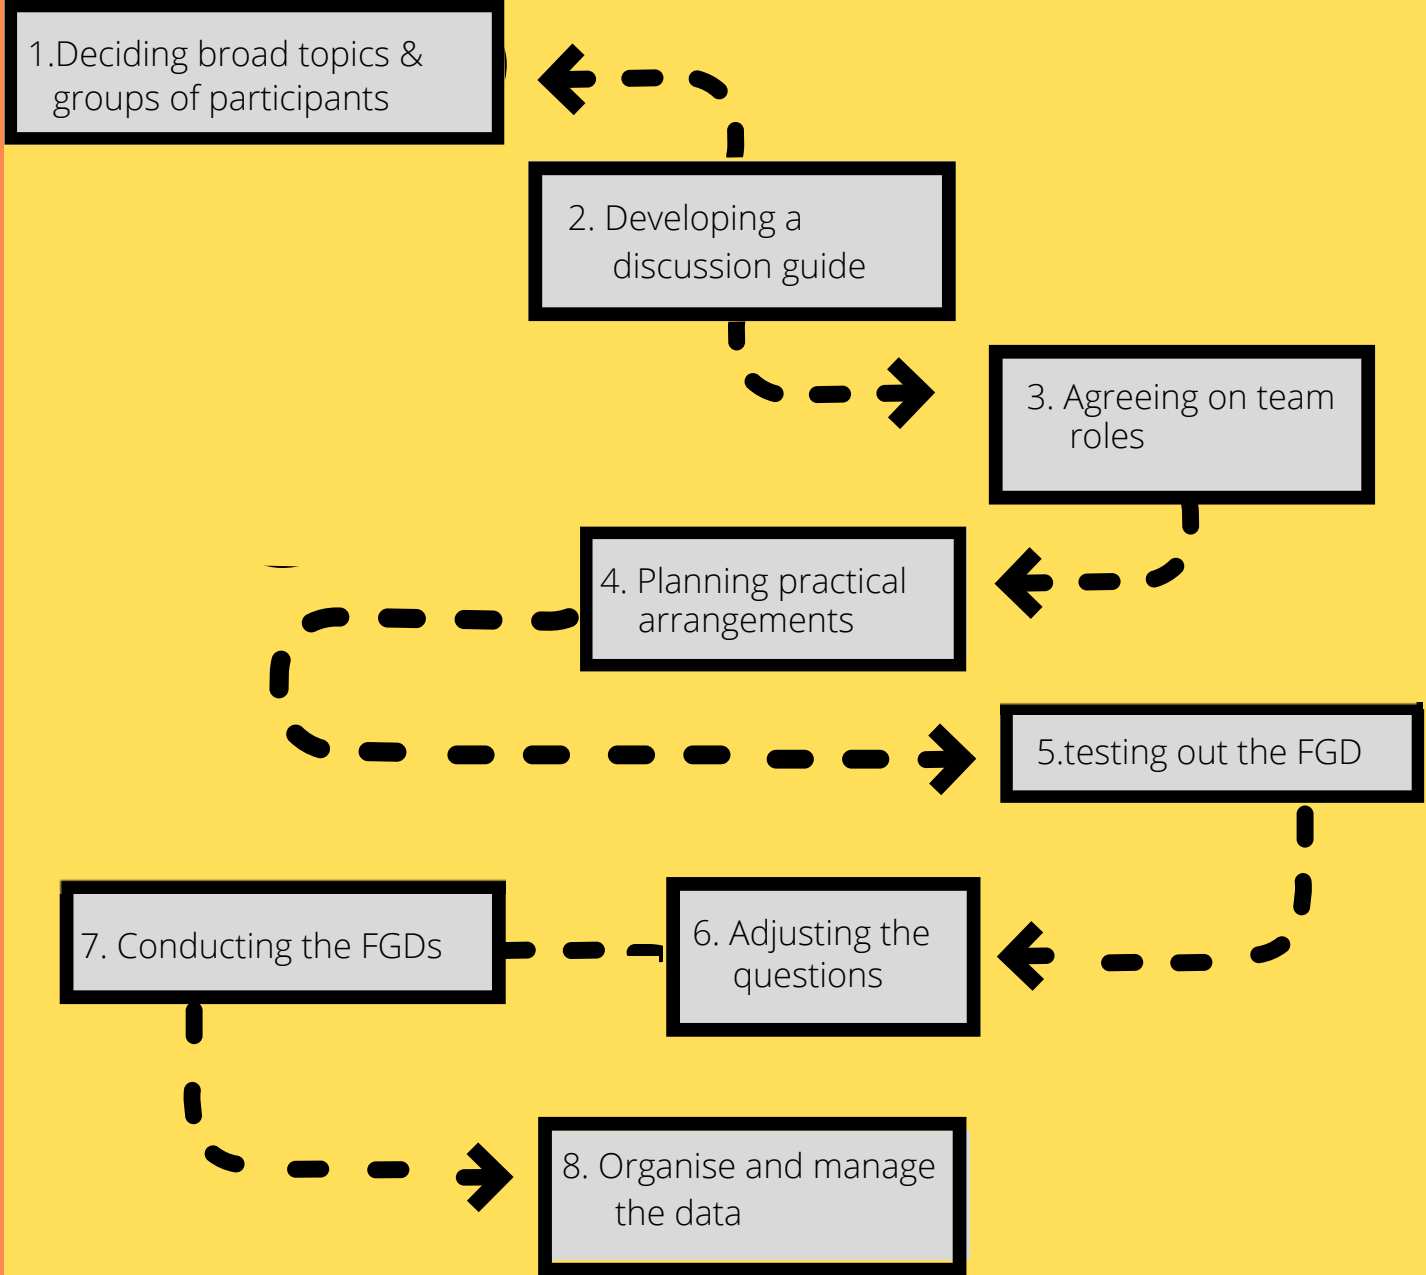 1.Deciding broad topics &
groups of participants
2. Developing a
discussion guide
3. Agreeing on team
roles
4. Planning practical
arrangements
5.testing out the FGD
6. Adjusting the
questions
7. Conducting the FGDs
8. Organise and manage
the data